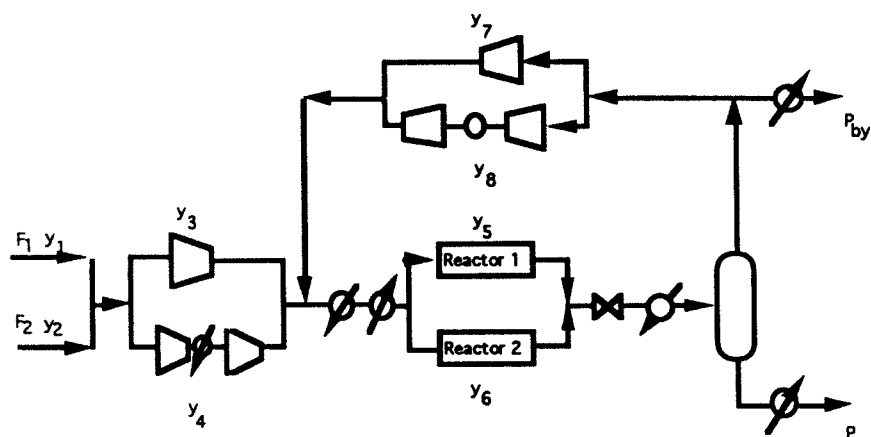 y7
Pby
y8
y3
y5
F1 y1
Reactor 1
F2 y2
Reactor 2
y4
y6
P